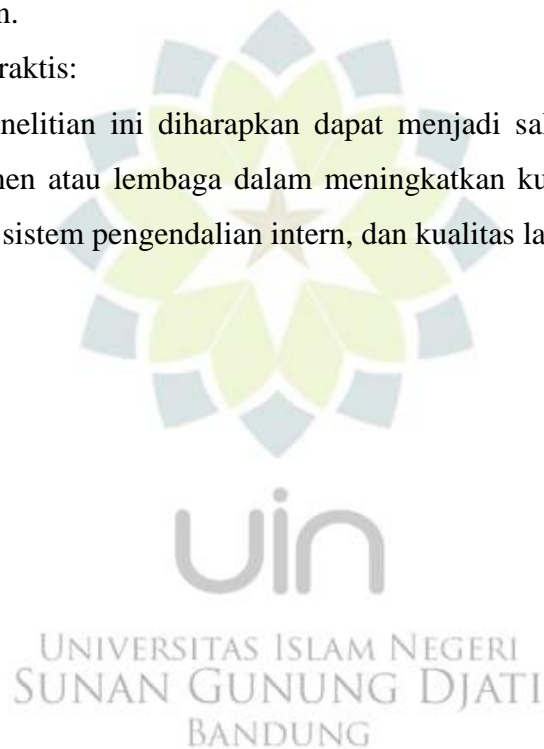 n.
raktis:
nelitian ini diharapkan dapat menjadi sal
nen atau lembaga dalam meningkatkan ku
sistem pengendalian intern, dan kualitas la
uin
UNIVERSITAS ISLAM NEGERI
SUNAN GUNUNG DJATI
BANDUNG